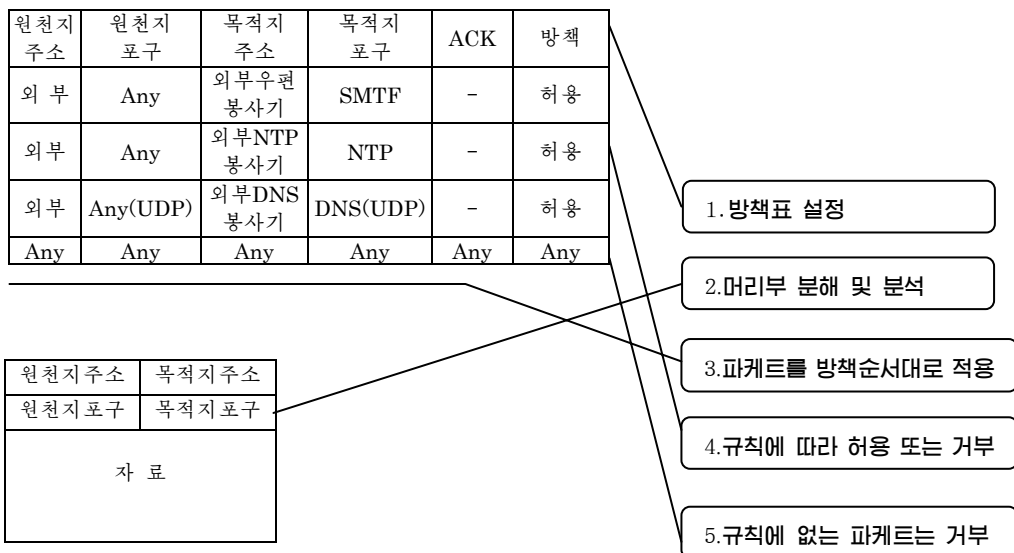 원천지 주소 원천지 포구 목적지 주소 목적지 포구 ACK 방책
외 부 Any 외부우편 봉사기 SMTF - 허용
외부 Any 외부NTP 봉사기 NTP - 허용
외부 Any(UDP) 외부DNS 봉사기 DNS(UDP) - 허용
Any Any Any Any Any Any
1.방책표 설정
2.머리부 분해 및 분석
3.파케트를 방책순서대로 적용
4.규칙에 따라 허용 또는 거부
5.규칙에 없는 파케트는 거부
원천지주소 목적지주소
원천지포구 목적지포구
자 료